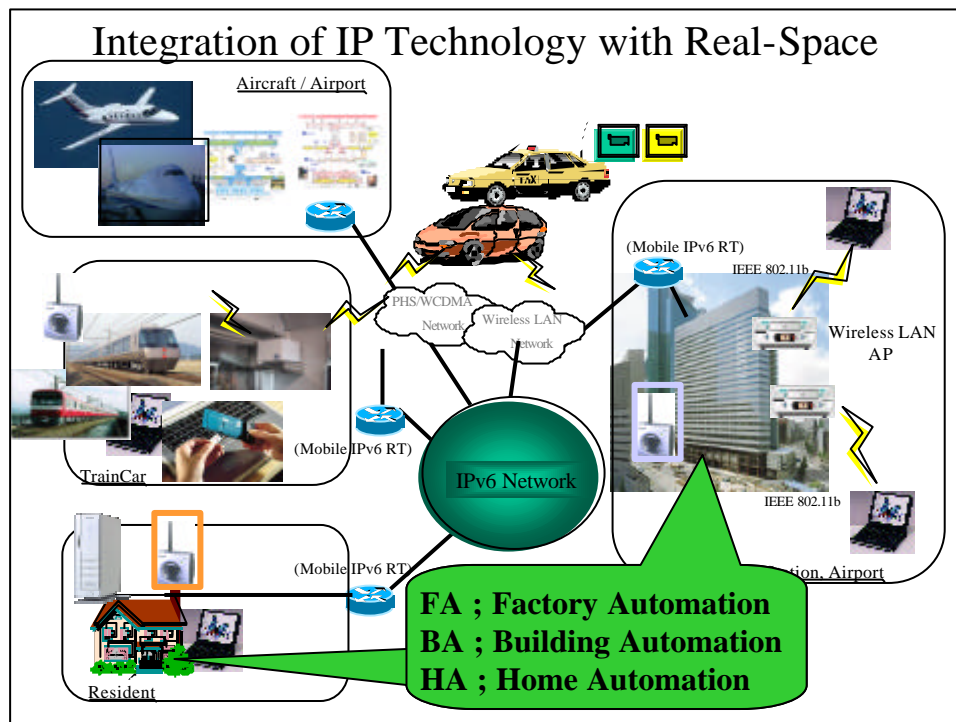 Integration of IP Technology with Real-Space
Aircraft / Airport
TAXI
(Mobile IPv6 RT)
IEEE 802.11b
PHS/WCDMA
Network
Wireless LAN
Network
Wireless LAN
AP
(Mobile IPv6 RT)
TrainCar
IPv6 Network
IEEE 802.11b
(Mobile IPv6 RT)
Airport
FA ; Factory Automation
BA ; Building Automation
HA ; Home Automation
Resident